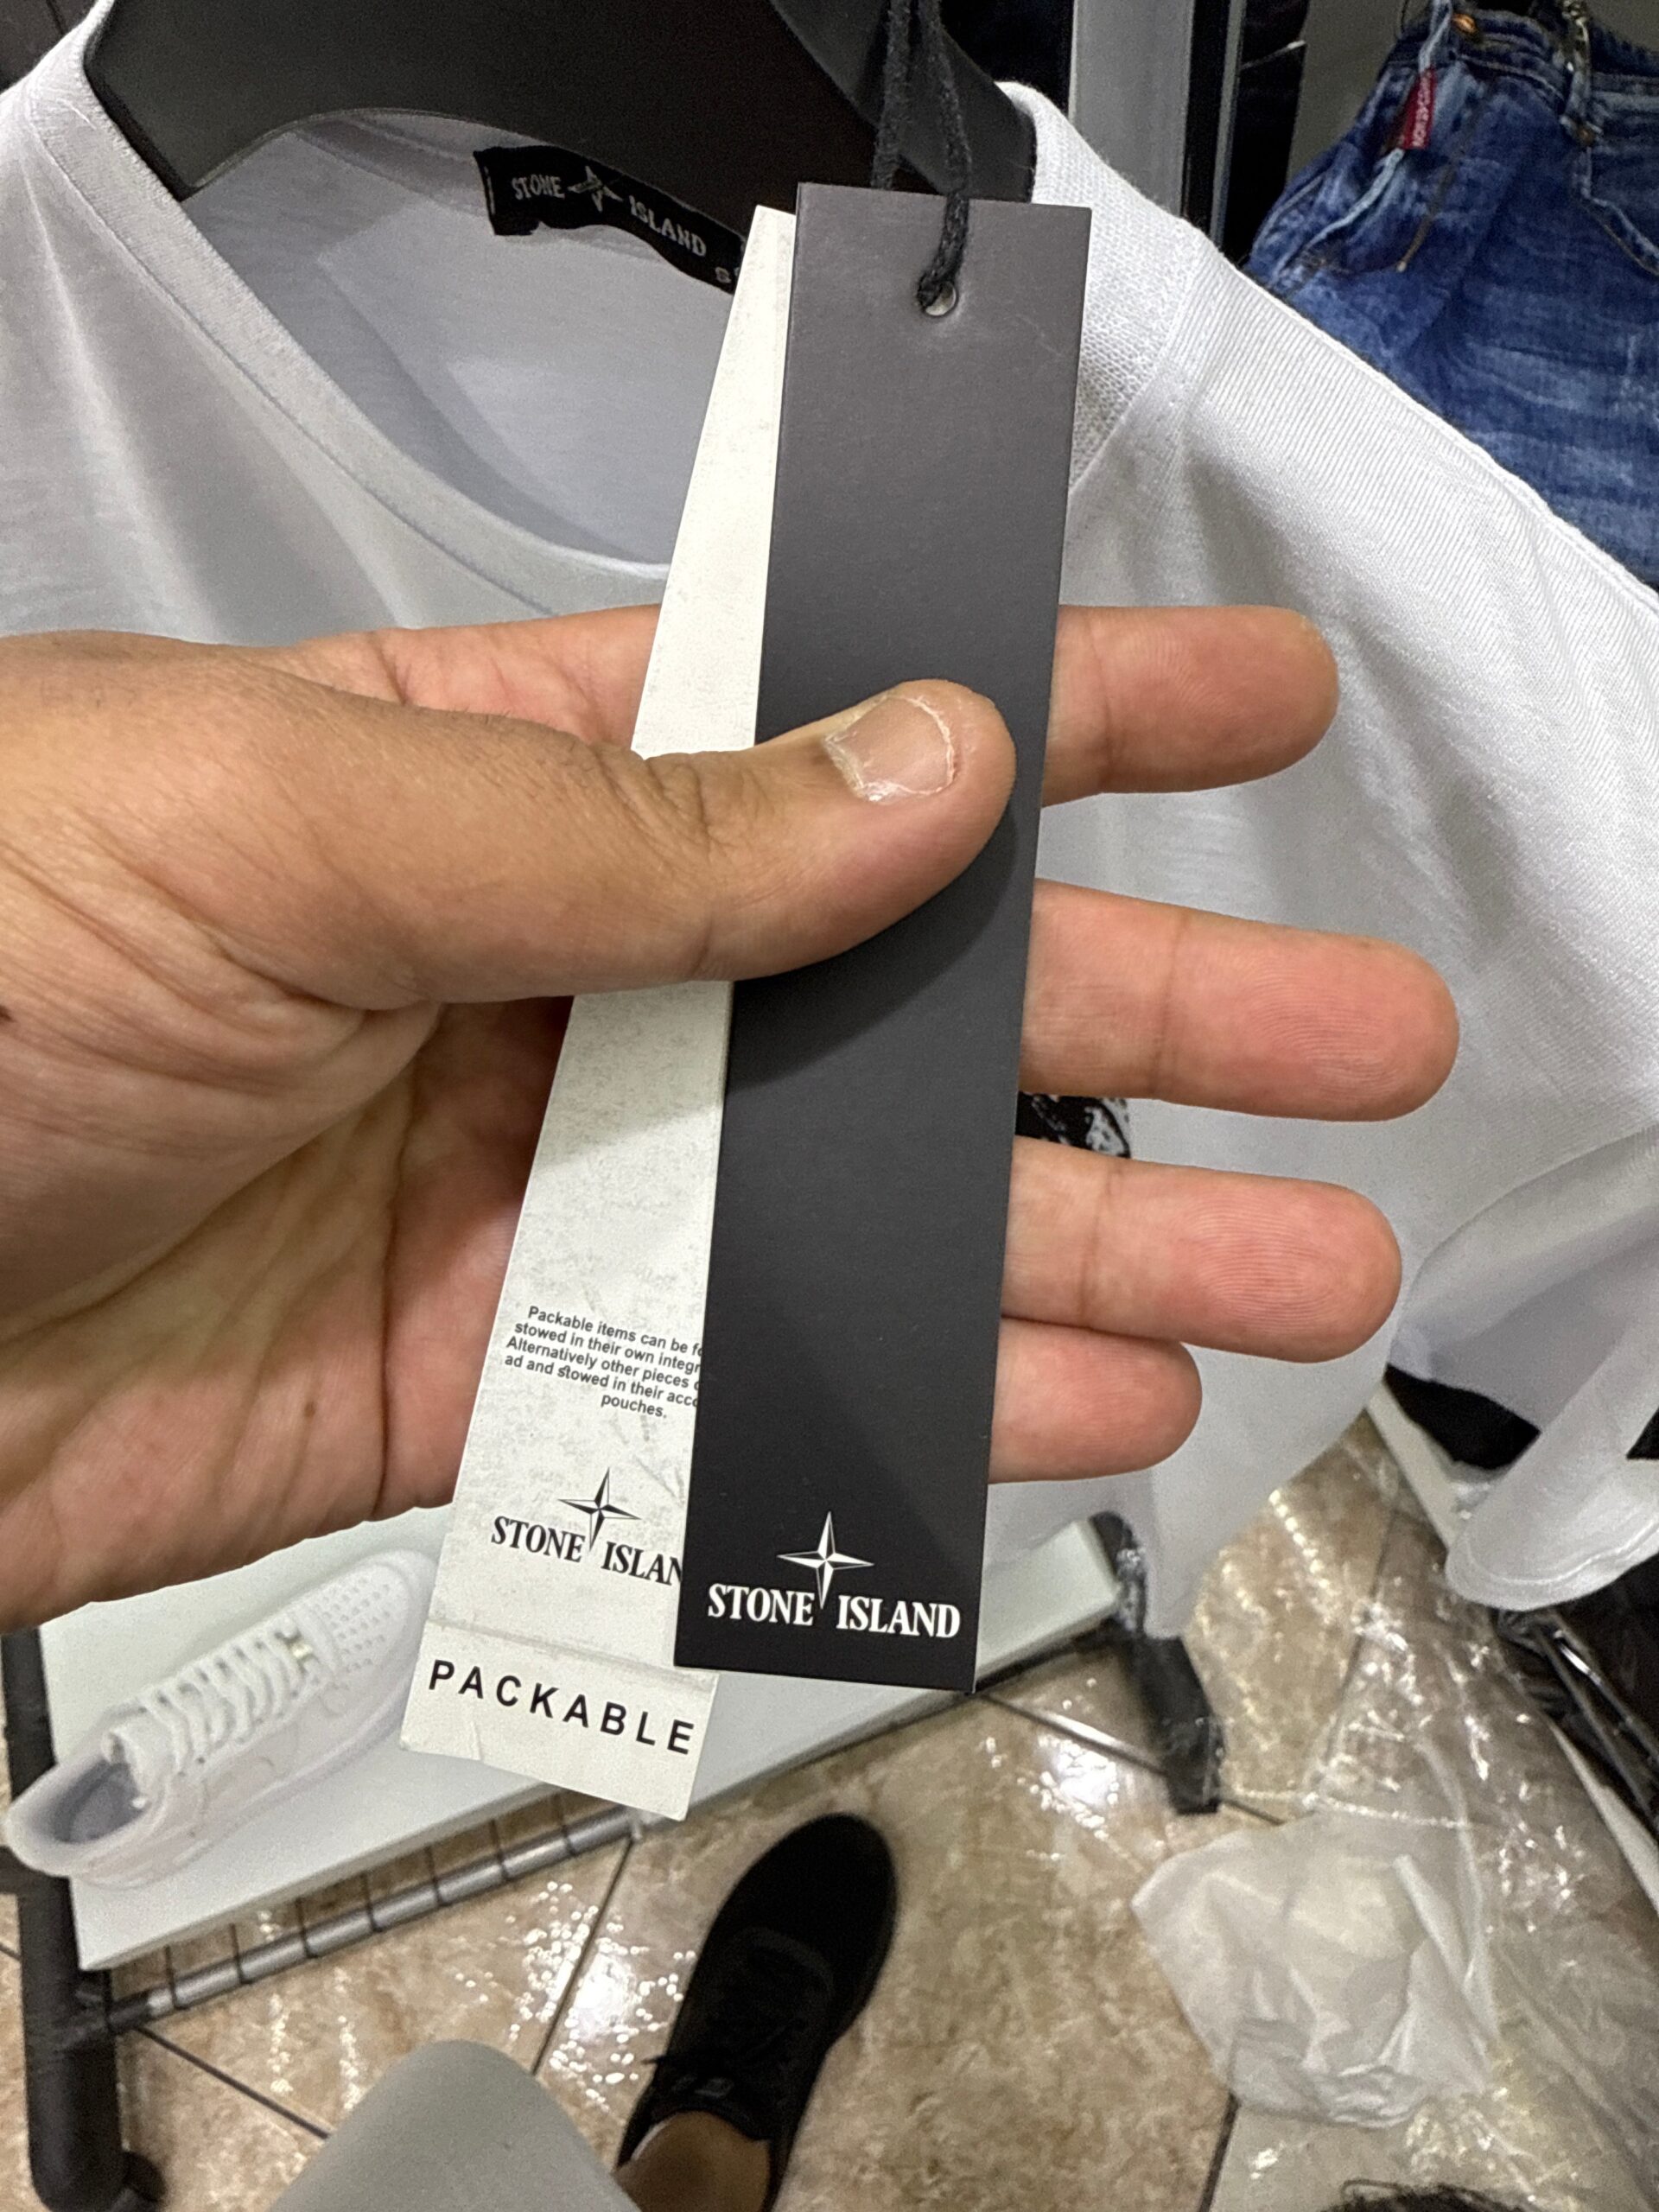 STONE ISLAND
Packable items can be
stowed in their own
Alternatively other pieces
ad and stowed in their
pouches.
STONE
STONE ISLAND
PACKABLE